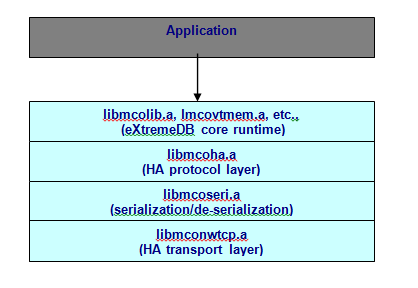 Application
libmcolib.a, lmcovtmem.a, etc..
(eXtremeDB core runtime)
libmcoha.a
(HA protocol layer)
libmcoseri.a
(serialization/de-serialization)
libmconwtcp.a
(HA transport layer)